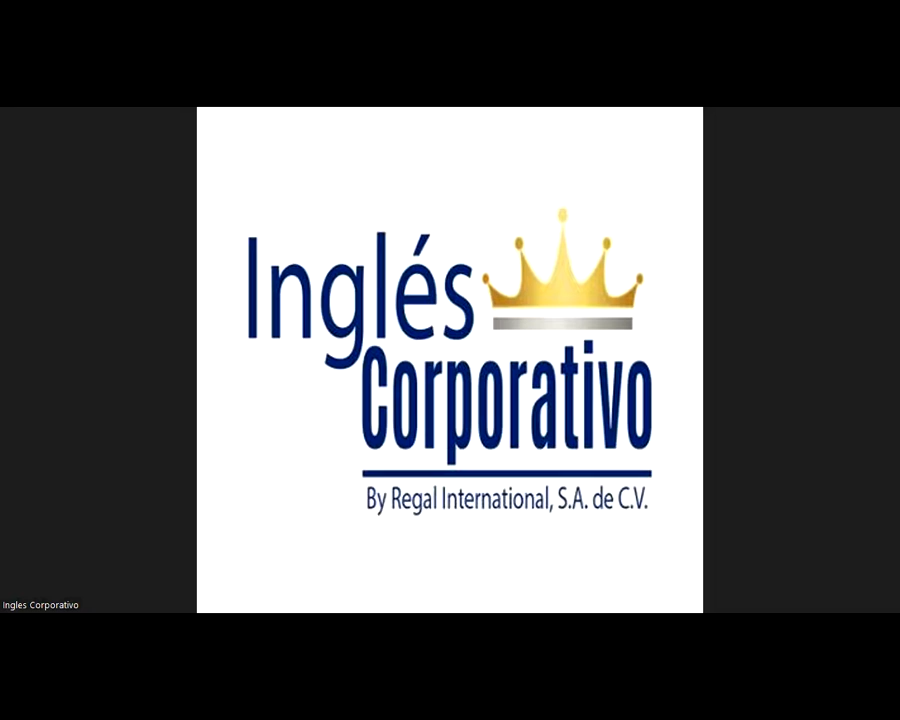 Inglés
Corporativo
By Regal International, S.A. de C.V.
Ingles Corporativo